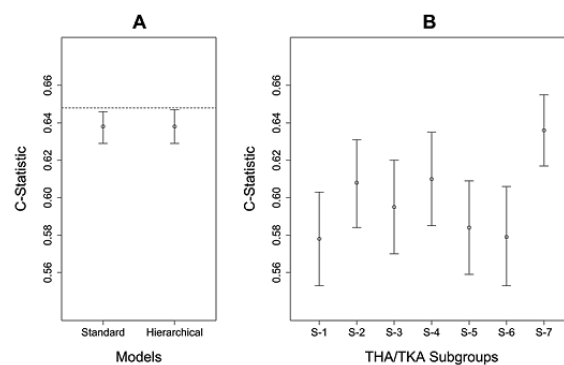 A
B
C-Statistic
0.66
0.64
0.62
0.60
0.58
0.56
Standard
Hierarchical
Models
C-Statistic
0.66
0.64
0.62
0.60
0.58
0.56
S-1
S-2
S-3
S-4
S-5
S-6
S-7
THA/TKA Subgroups